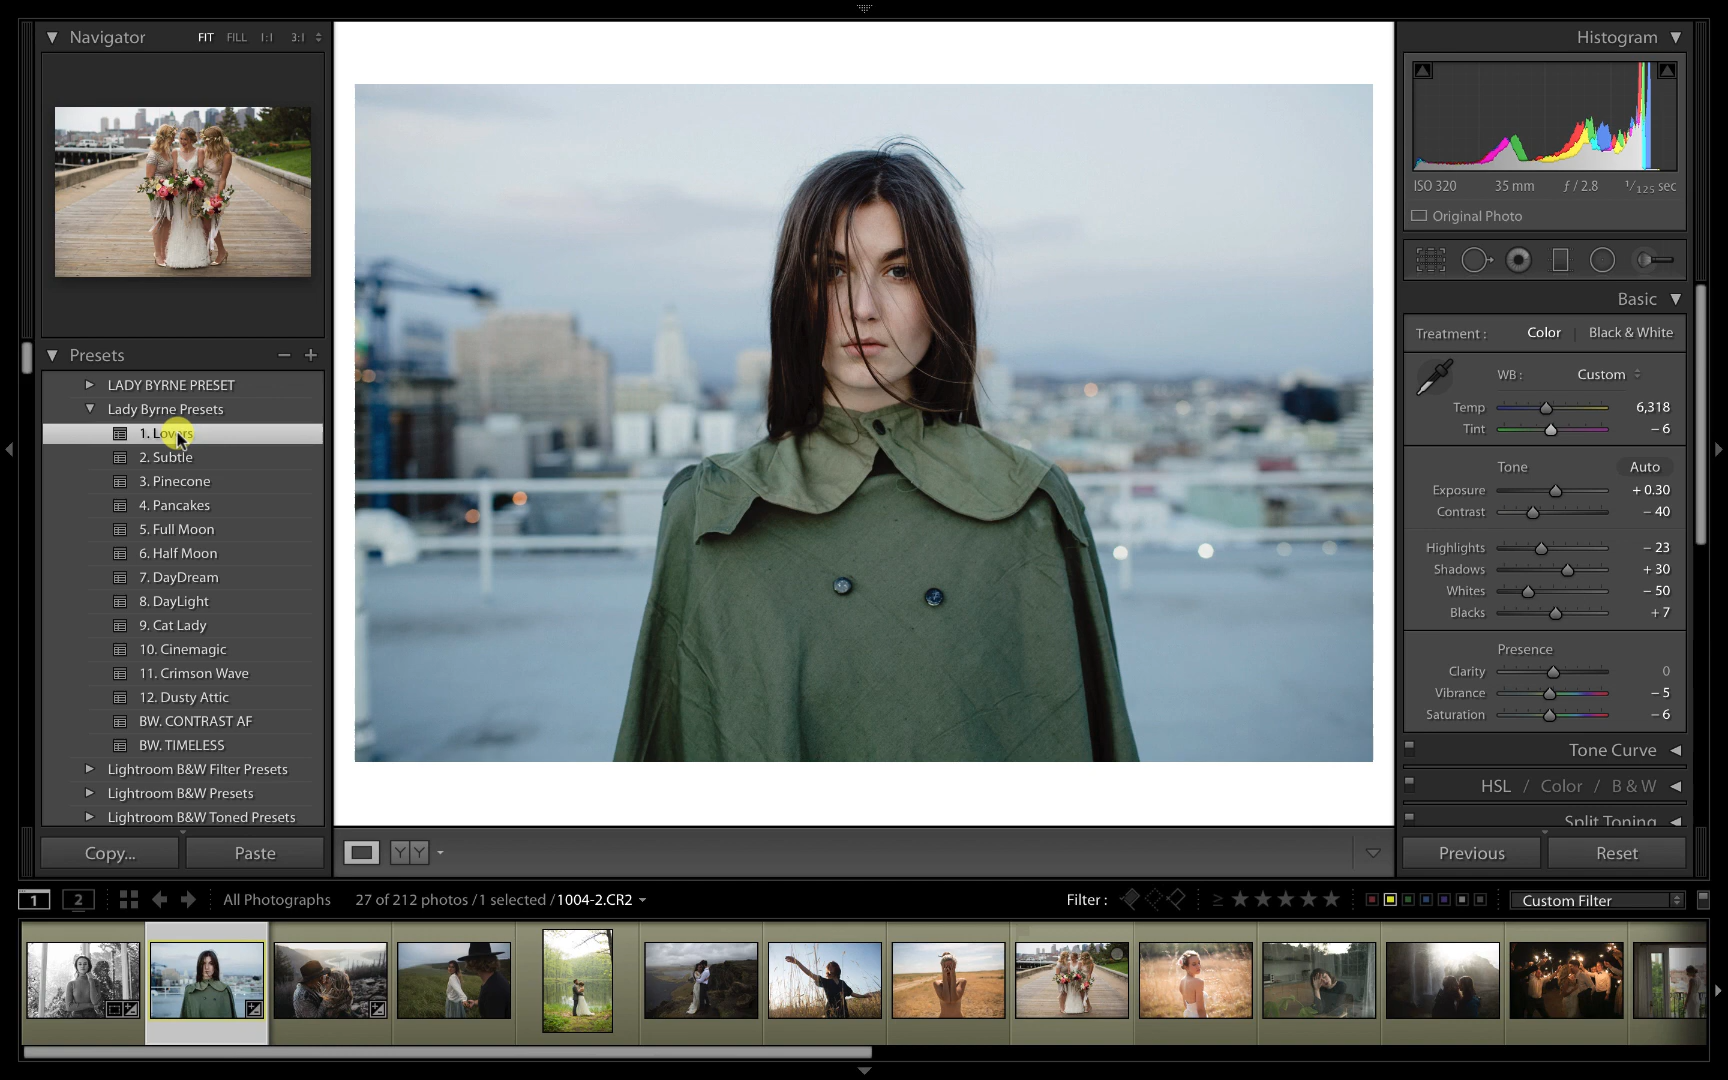 Navigator FIT FILL 1:1 3:1
Presets − +
LADY BYRNE PRESET
Lady Byrne Presets
1. Lovers
2. Subtle
3. Pinecone
4. Pancakes
5. Full Moon
6. Half Moon
7. DayDream
8. DayLight
9. Cat Lady
10. Cinemagic
11. Crimson Wave
12. Dusty Attic
BW. CONTRAST AF
BW. TIMELESS
Lightroom B&W Filter Presets
Lightroom B&W Presets
Lightroom B&W Toned Presets
Copy... Paste
Histogram
ISO 320 35 mm ƒ / 2.8 1/125 sec
Original Photo
Basic
Treatment : Color | Black & White
WB : Custom
Temp 6,318
Tint − 6
Tone Auto
Exposure + 0.30
Contrast − 40
Highlights − 23
Shadows + 30
Whites − 50
Blacks + 7
Presence
Clarity 0
Vibrance − 5
Saturation − 6
Tone Curve
HSL / Color / B & W
Split Toning
Previous Reset
Y Y
1 2 All Photographs 27 of 212 photos / 1 selected / 1004-2.CR2 Filter : ≥ ★ ★ ★ ★ ★ Custom Filter